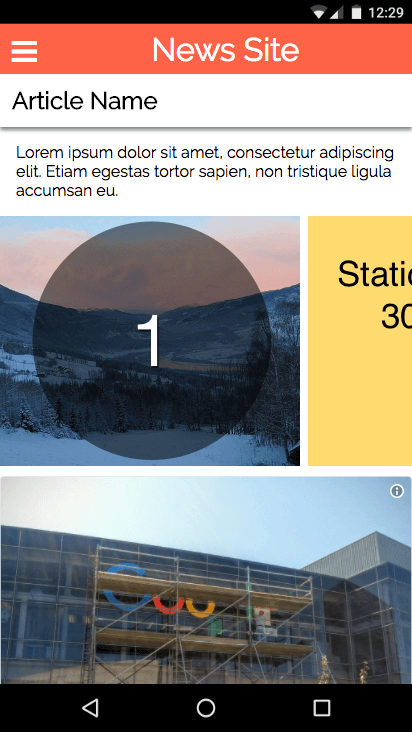 12:29
News Site
Article Name
Lorem ipsum dolor sit amet, consectetur adipiscing
elit. Etiam egestas tortor sapien, non tristique ligula
accumsan eu.
1
Static
30